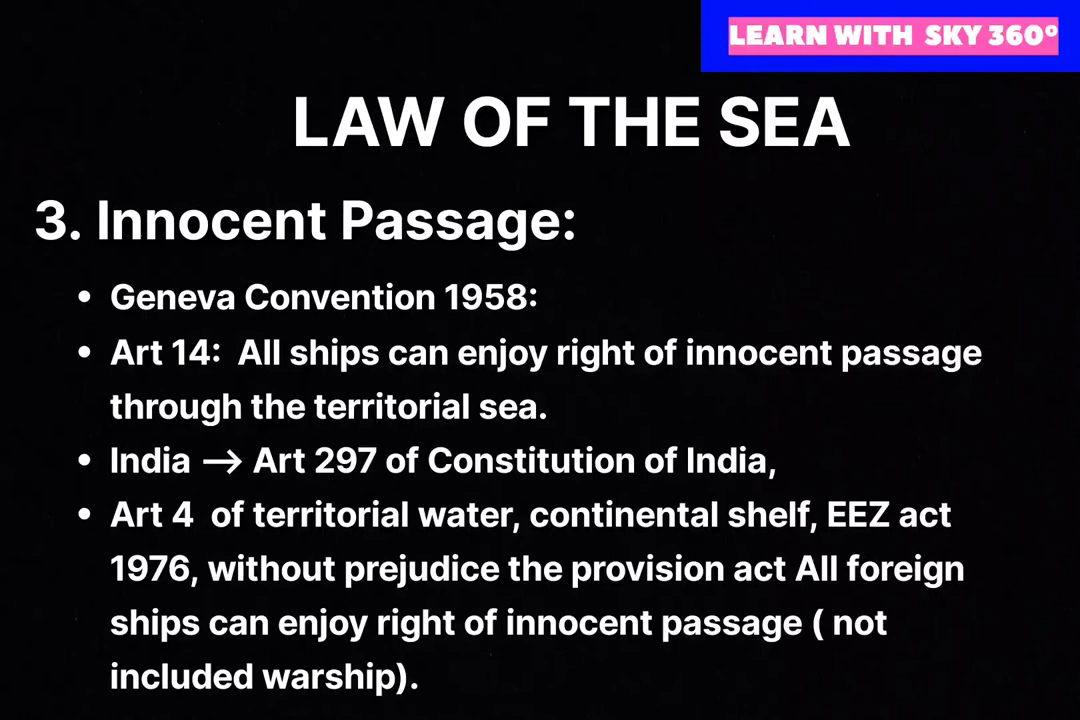 LEARN WITH SKY 360°
LAW OF THE SEA
3. Innocent Passage:
• Geneva Convention 1958:
• Art 14: All ships can enjoy right of innocent passage
through the territorial sea.
• India → Art 297 of Constitution of India,
• Art 4 of territorial water, continental shelf, EEZ act
1976, without prejudice the provision act All foreign
ships can enjoy right of innocent passage ( not
included warship).